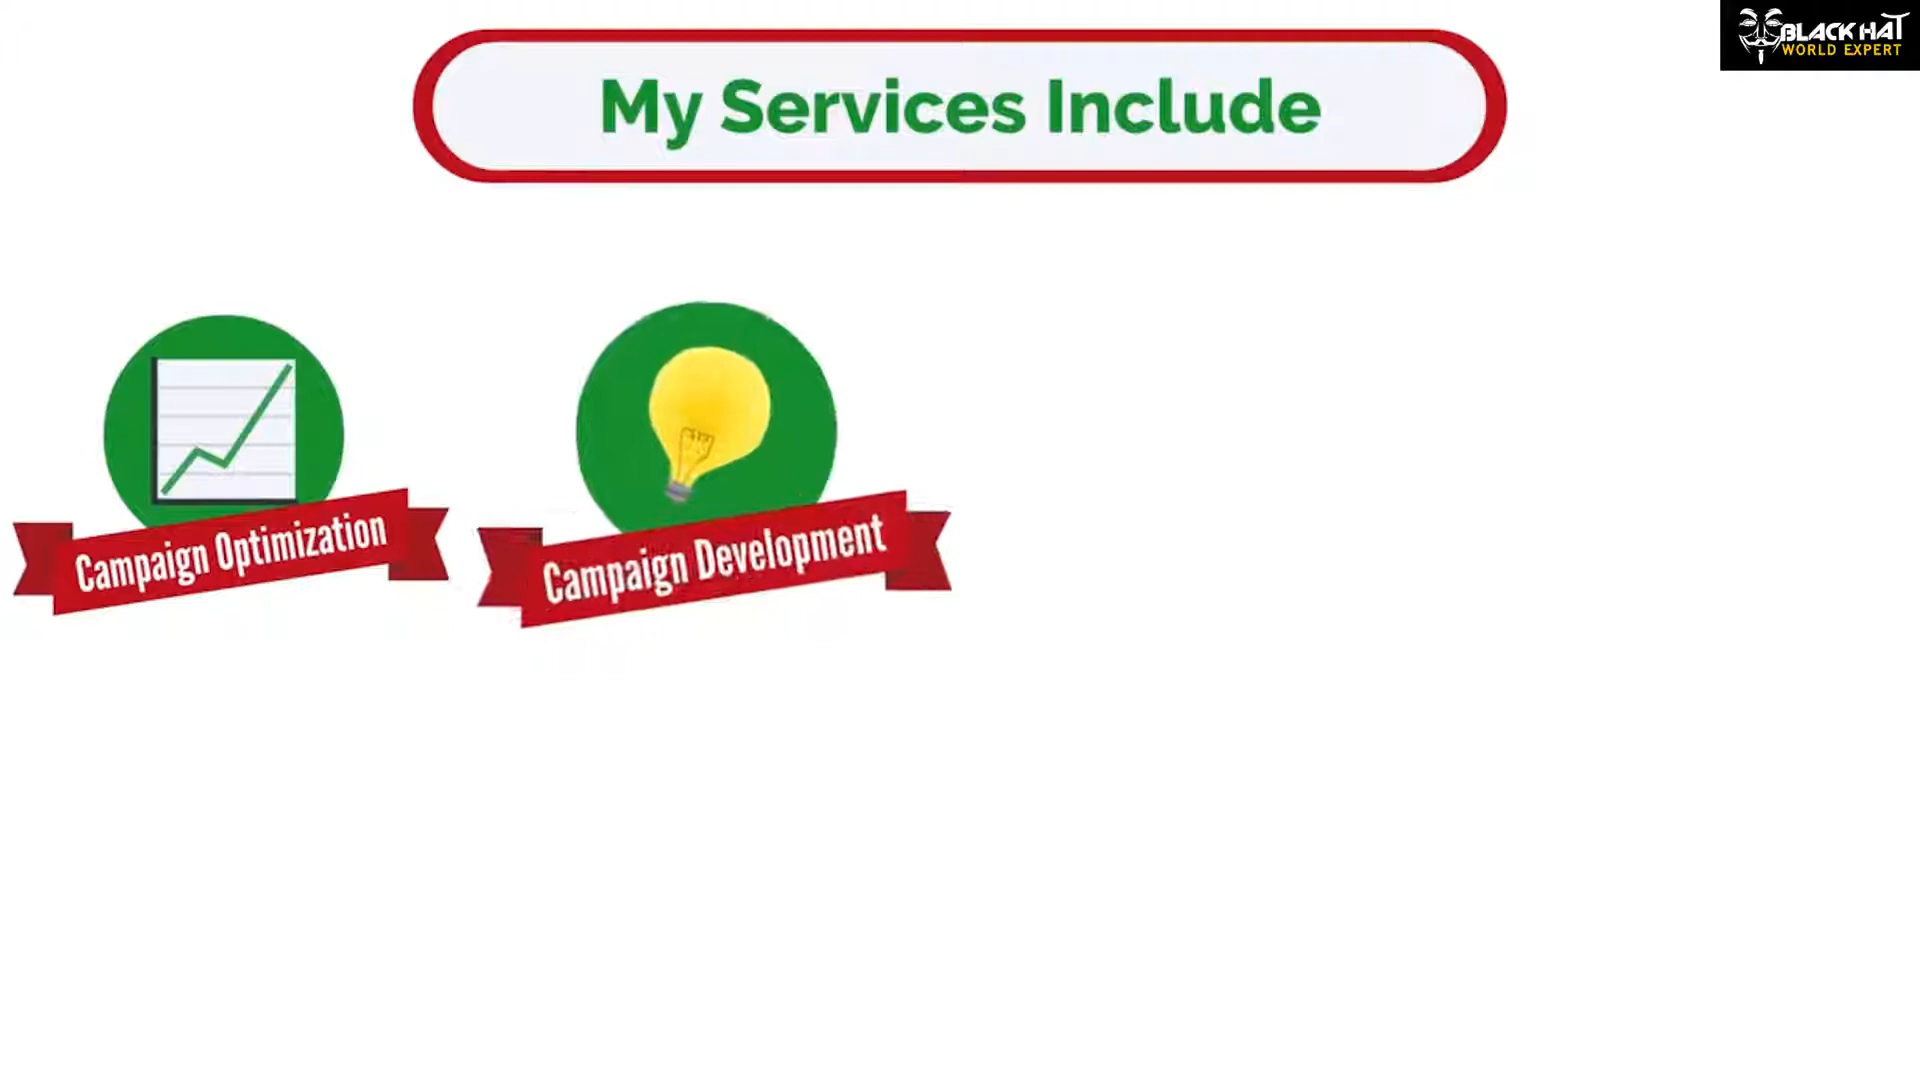 My Services Include
BLACK HAT
WORLD EXPERT
Campaign Optimization
Campaign Development